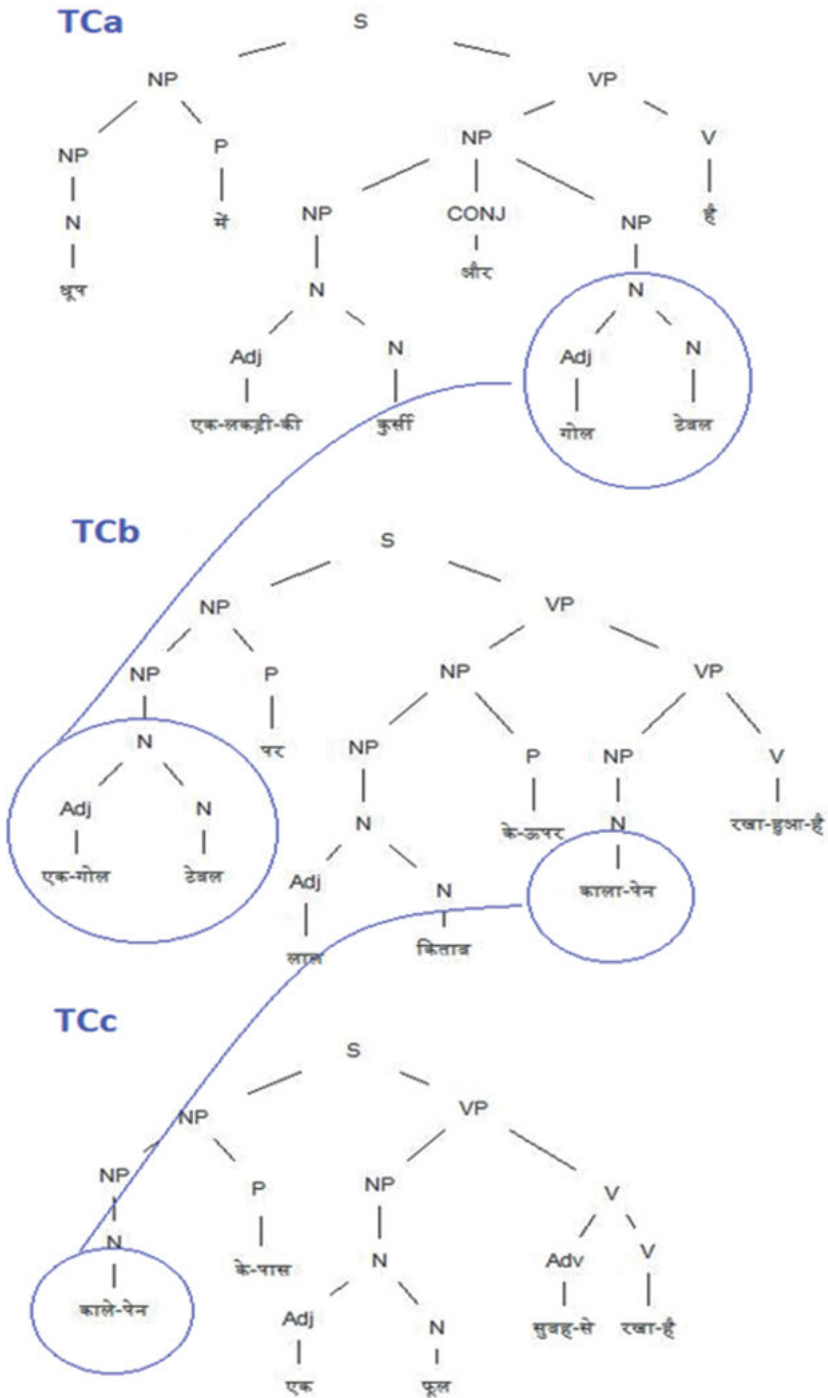 TCa
S
NP VP
NP P NP V
N में NP CONJ NP है
धूप N और N
Adj N Adj N
एक-लकड़ी-की कुर्सी गोल टेबल
TCb
S
NP VP
NP P NP VP
N पर NP P NP V
Adj N N के-ऊपर N रखा-हुआ-है
एक-गोल टेबल Adj N काला-पेन
लाल किताब
TCc
S
NP VP
NP P NP V
N के-पास N Adv V
काले-पेन Adj N सुबह-से रखा-है
एक फूल